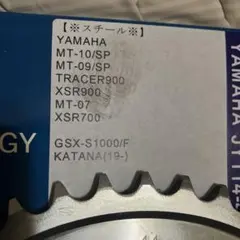 [※スチール※]
YAMAHA
MT-10/SP
MT-09/SP
TRACER900
XSR900
MT-07
XSR700
GSX-S1000/F
KATANA(19-)
GY
YAMAHA JT1114-